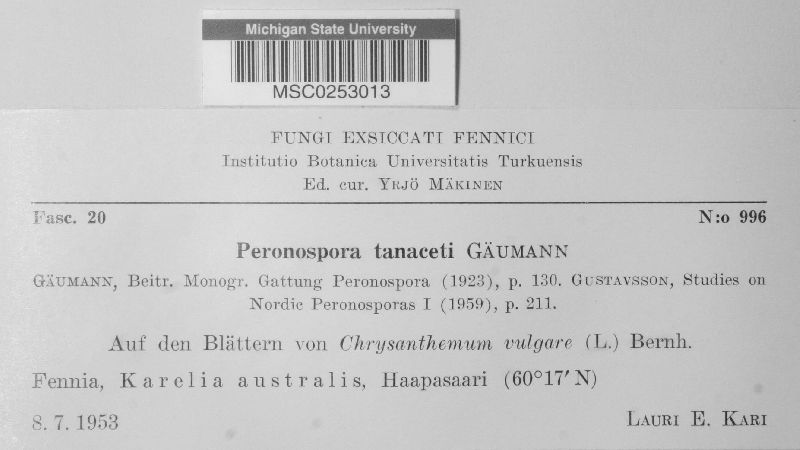 Michigan State University
MSC0253013
FUNGI EXSICCATI FENNICI
Institutio Botanica Universitatis Turkuensis
Ed. cur. YRJÖ MÄKINEN
Fasc. 20 N:o 996
Peronospora tanaceti GÄUMANN
GÄUMANN, Beitr. Monogr. Gattung Peronospora (1923), p. 130. GUSTAVSSON, Studies on
Nordic Peronosporas I (1959), p. 211.
Auf den Blättern von Chrysanthemum vulgare (L.) Bernh.
Fennia, Karelia australis, Haapasaari (60°17′ N)
8. 7. 1953 LAURI E. KARI